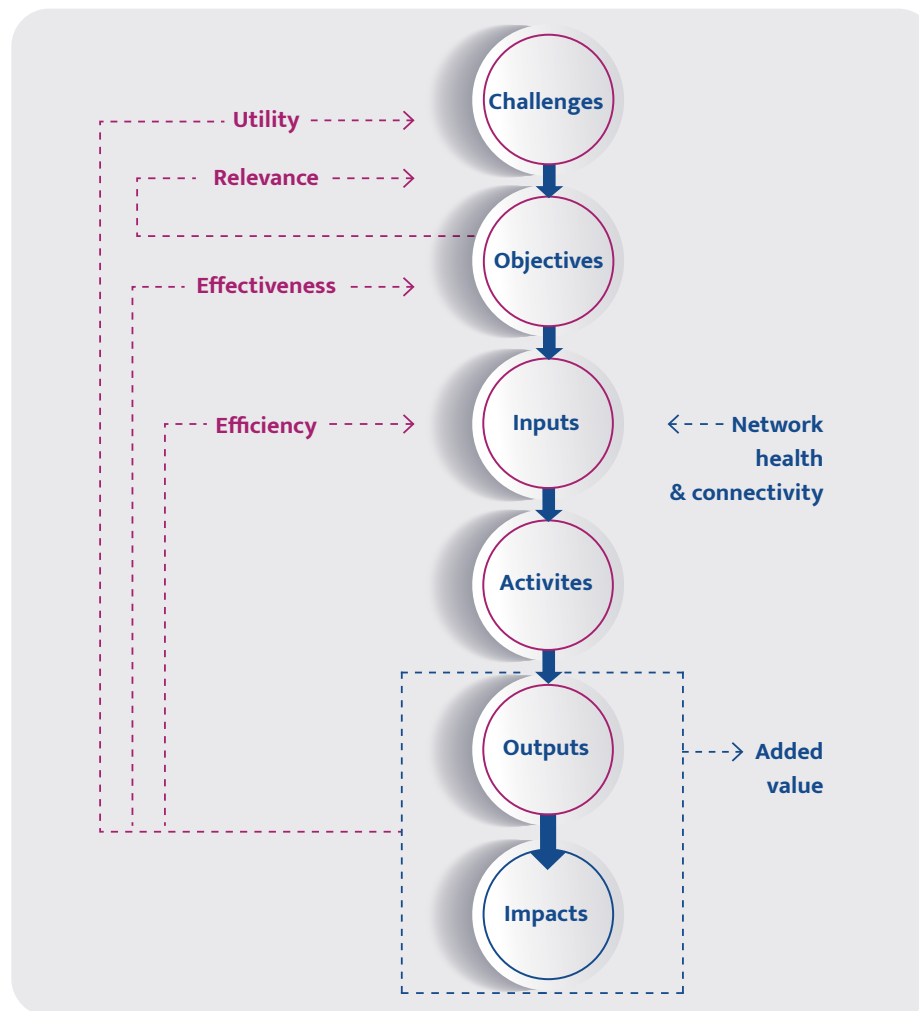 Challenges
Utility
Relevance
Objectives
Effectiveness
Inputs
Efficiency
Network
health
& connectivity
Activites
Outputs
Added
value
Impacts